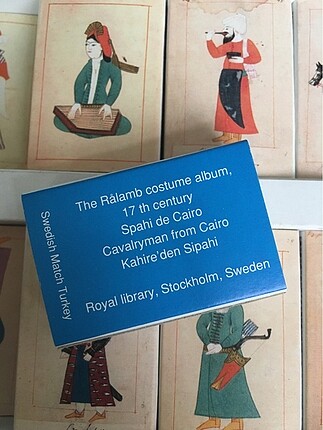 The Rålamb costume album,
17 th century
Spahi de Cairo
Cavalryman from Cairo
Kahire'den Sipahi
Royal library, Stockholm, Sweden
Swedish Match Turkey